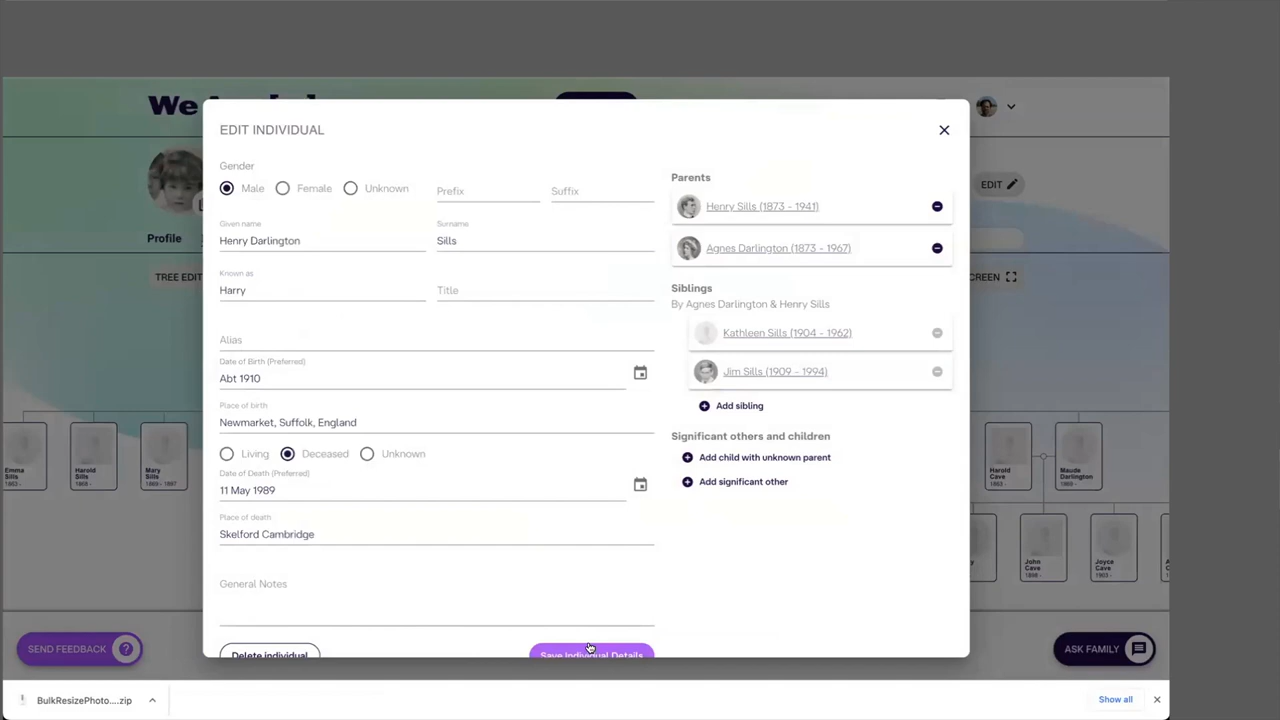 We
EDIT INDIVIDUAL
Gender
Male Female Unknown
Prefix
Suffix
Given name
Henry Darlington
Surname
Sills
Known as
Harry
Title
Alias
Date of Birth (Preferred)
Abt 1910
Place of birth
Newmarket, Suffolk, England
Living Deceased Unknown
Date of Death (Preferred)
11 May 1989
Place of death
Skelford Cambridge
General Notes
Delete individual
Save Individual Details
Parents
Henry Sills (1873 - 1941)
Agnes Darlington (1873 - 1967)
Siblings
By Agnes Darlington & Henry Sills
Kathleen Sills (1904 - 1962)
Jim Sills (1909 - 1994)
Add sibling
Significant others and children
Add child with unknown parent
Add significant other
EDIT
Profile
TREE EDIT
SCREEN
Emma
Sills
Harold
Sills
Mary
Sills
Harold
Cave
Maude
Darlington
John
Cave
Joyce
Cave
SEND FEEDBACK ?
ASK FAMILY
BulkResizePhoto....zip
Show all